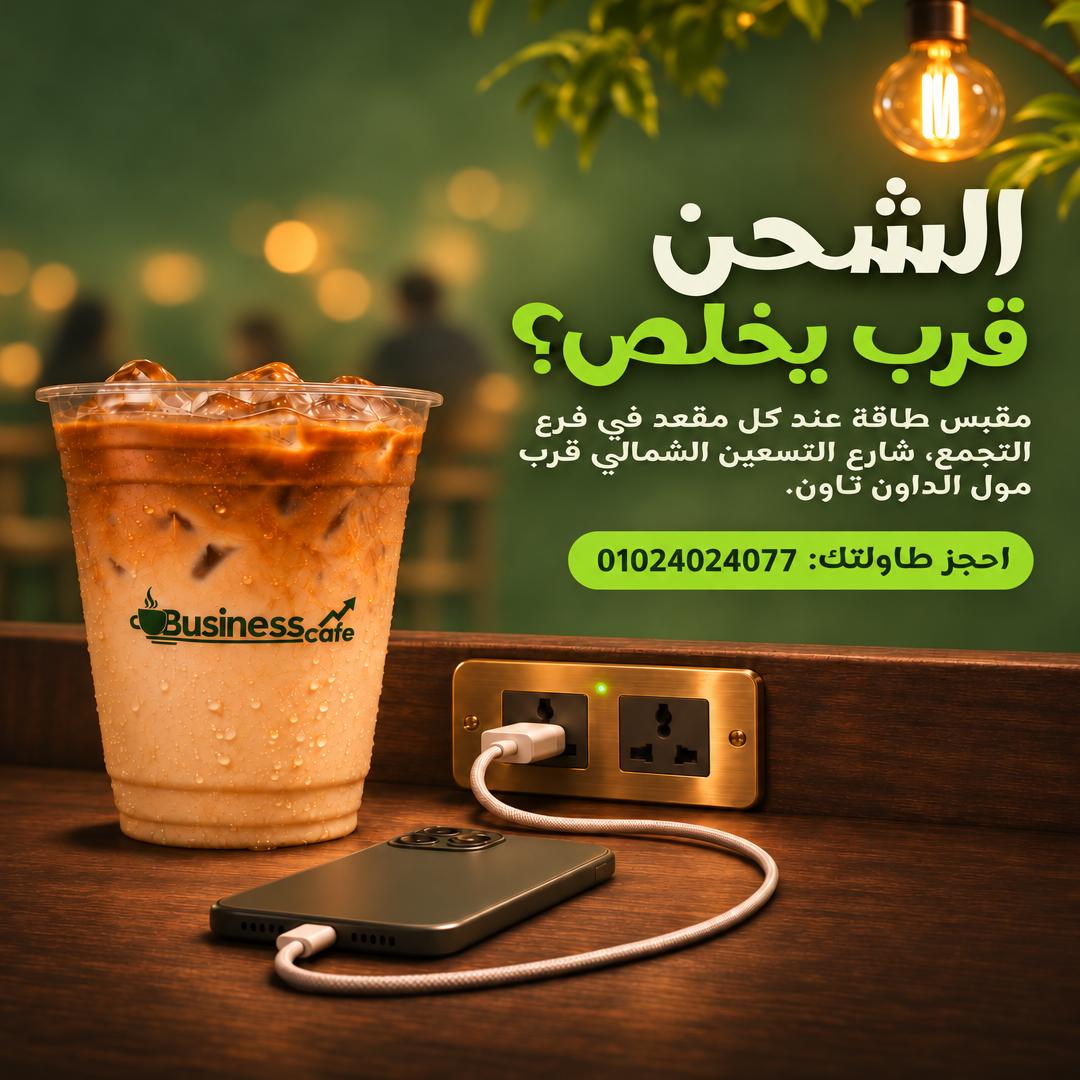 الشحن
قرب يخلص؟
مقبس طاقة عند كل مقعد في فرع
التجمع، شارع التسعين الشمالي قرب
مول الداون تاون.
احجز طاولتك: 01024024077
Business cafe